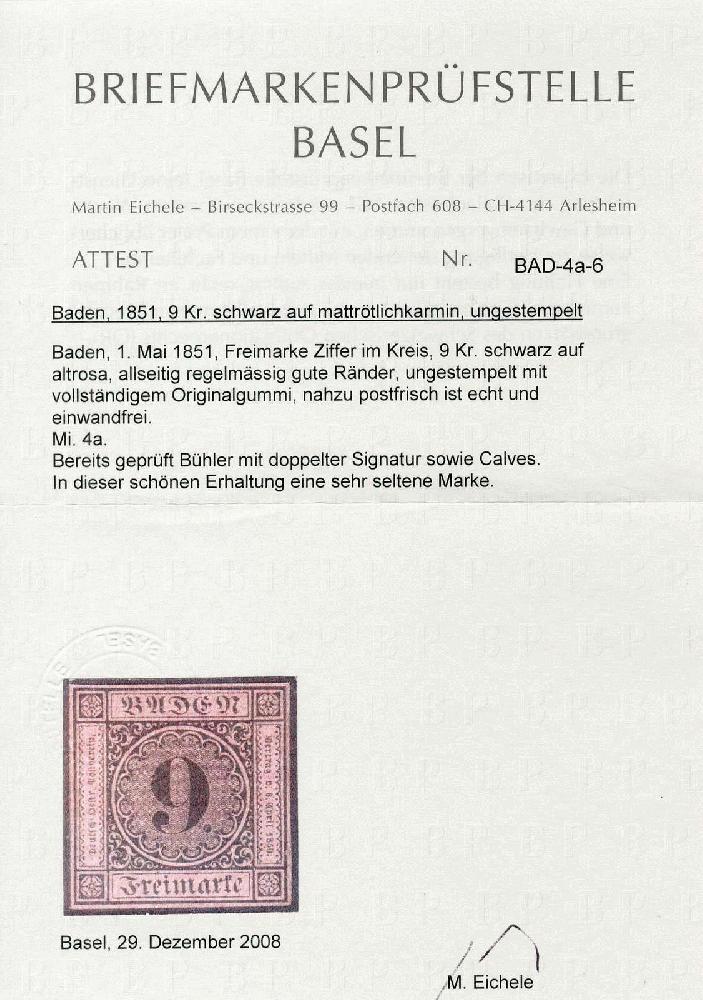 BRIEFMARKENPRÜFSTELLE
BASEL
Martin Eichele – Birseckstrasse 99 – Postfach 608 – CH-4144 Arlesheim
ATTEST Nr. BAD-4a-6
Baden, 1851, 9 Kr. schwarz auf mattrötlichkarmin, ungestempelt
Baden, 1. Mai 1851, Freimarke Ziffer im Kreis, 9 Kr. schwarz auf
altrosa, allseitig regelmässig gute Ränder, ungestempelt mit
vollständigem Originalgummi, nahzu postfrisch ist echt und
einwandfrei.
Mi. 4a.
Bereits geprüft Bühler mit doppelter Signatur sowie Calves.
In dieser schönen Erhaltung eine sehr seltene Marke.
BADEN
9
Freimarke
Basel, 29. Dezember 2008
M. Eichele